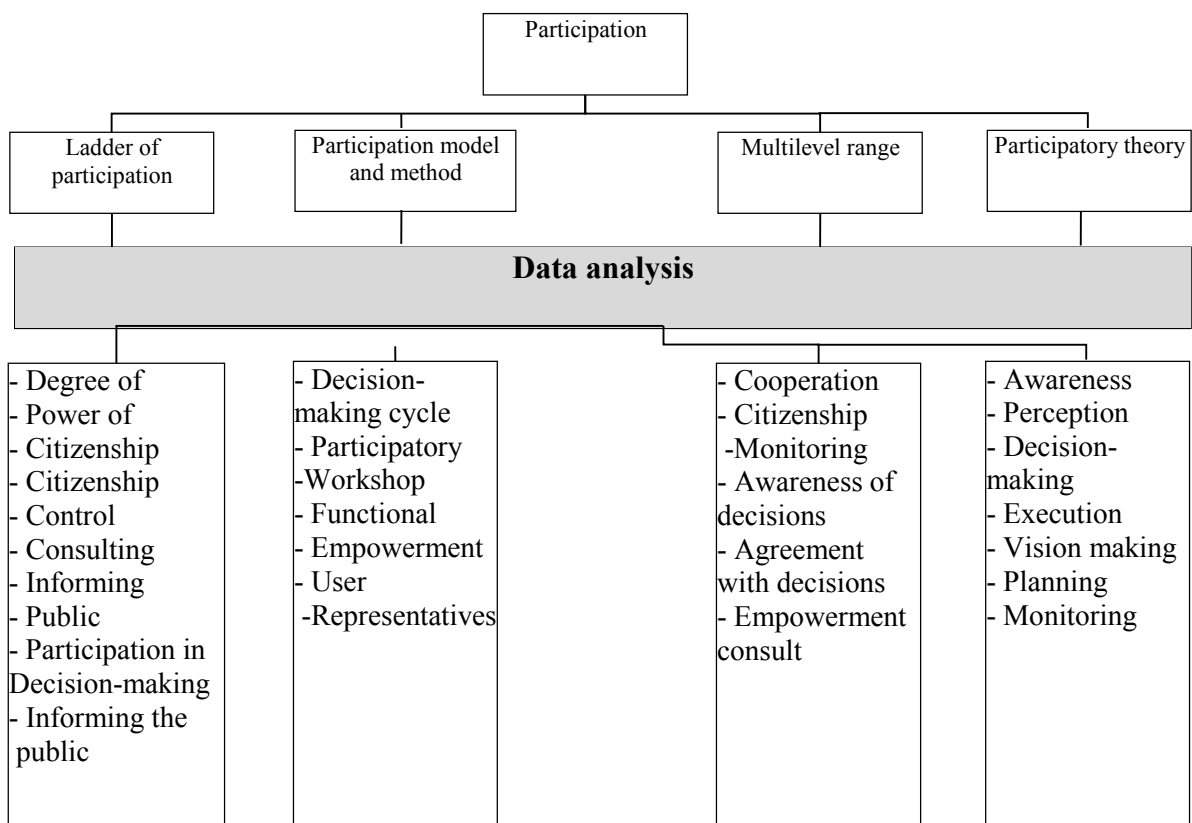 Participation
Ladder of
participation
Participation model
and method
Multilevel range
Participatory theory
Data analysis
- Degree of
- Power of
- Citizenship
- Citizenship
- Control
- Consulting
- Informing
- Public
- Participation in
Decision-making
- Informing the
public
- Decision-
making cycle
- Participatory
-Workshop
- Functional
- Empowerment
- User
-Representatives
- Cooperation
- Citizenship
-Monitoring
- Awareness of
decisions
- Agreement
with decisions
- Empowerment
consult
- Awareness
- Perception
- Decision-
making
- Execution
- Vision making
- Planning
- Monitoring